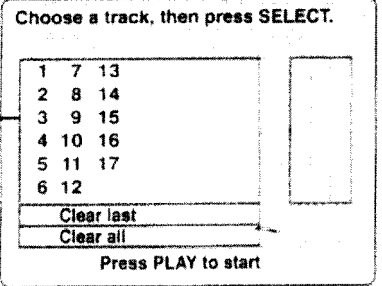 Choose a track, then press SELECT.
1 7 13
2 8 14
3 9 15
4 10 16
5 11 17
6 12
Clear last
Clear all
Press PLAY to start